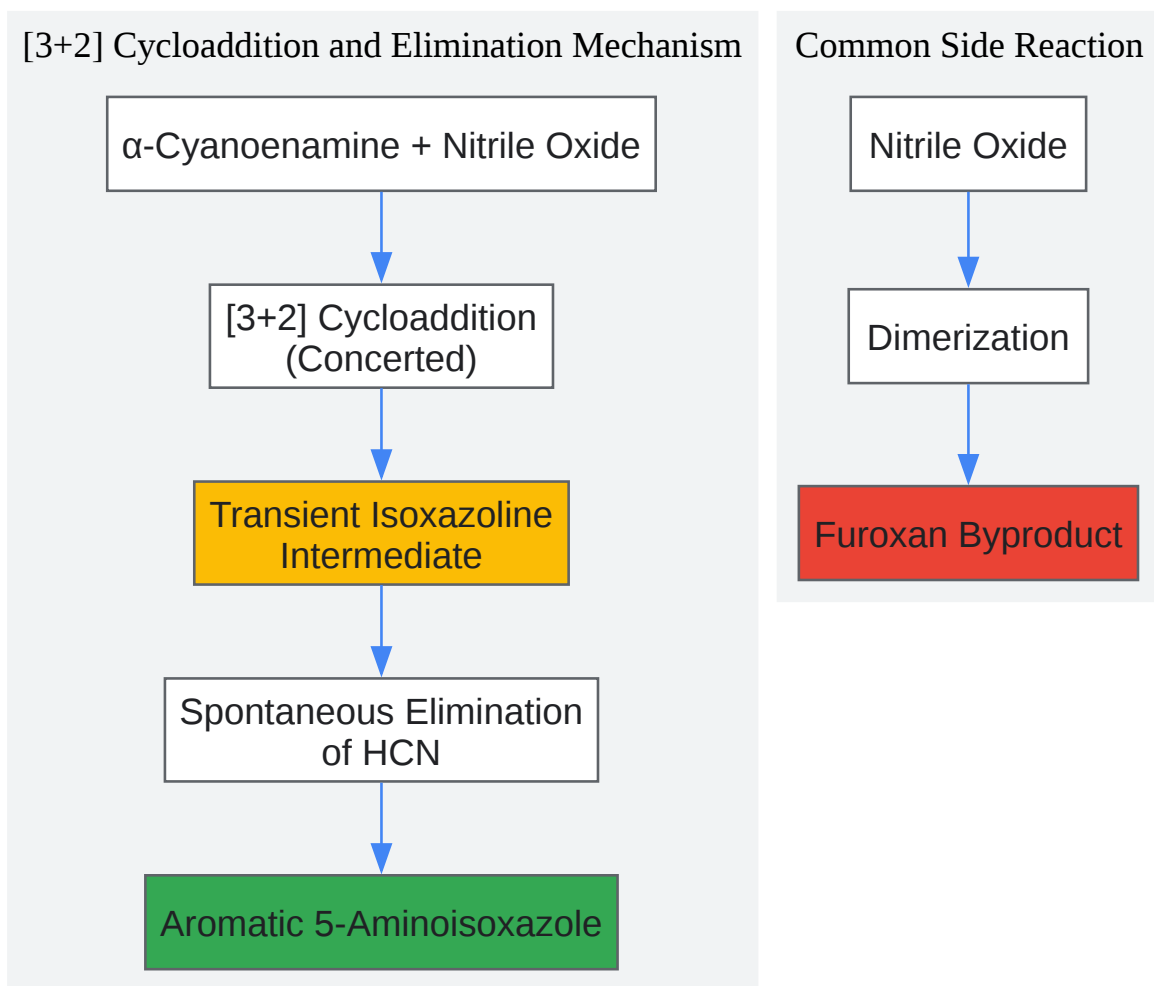 [3+2] Cycloaddition and Elimination Mechanism
α-Cyanoenamine + Nitrile Oxide
[3+2] Cycloaddition
(Concerted)
Transient Isoxazoline
Intermediate
Spontaneous Elimination
of HCN
Aromatic 5-Aminoisoxazole
Common Side Reaction
Nitrile Oxide
Dimerization
Furoxan Byproduct